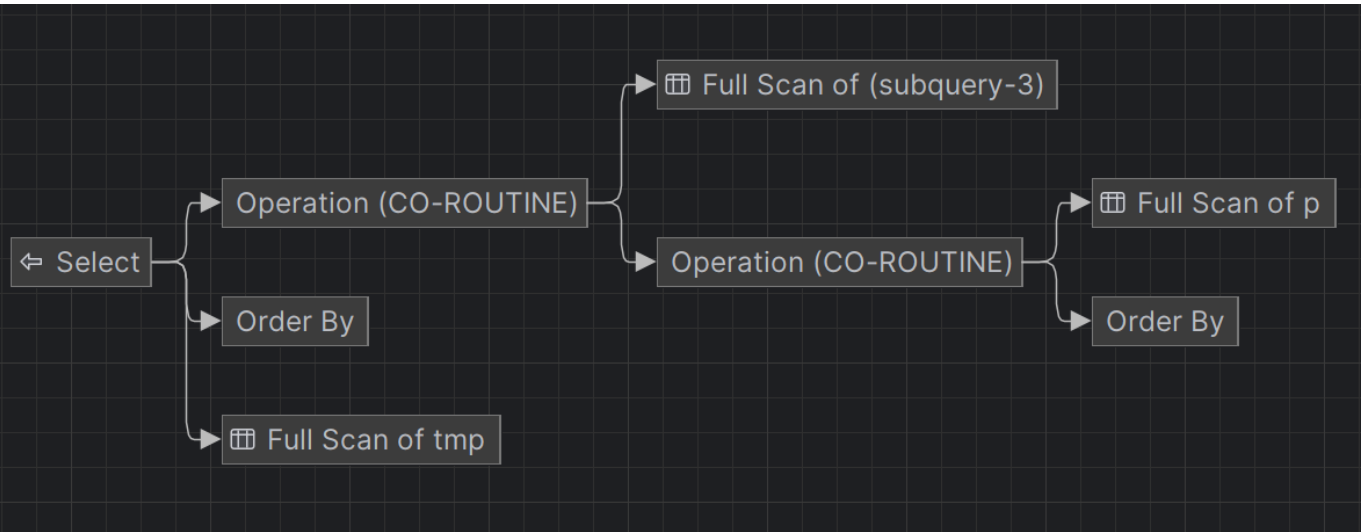 Full Scan of (subquery-3)
Operation (CO-ROUTINE)
Full Scan of p
Select
Operation (CO-ROUTINE)
Order By
Order By
Full Scan of tmp